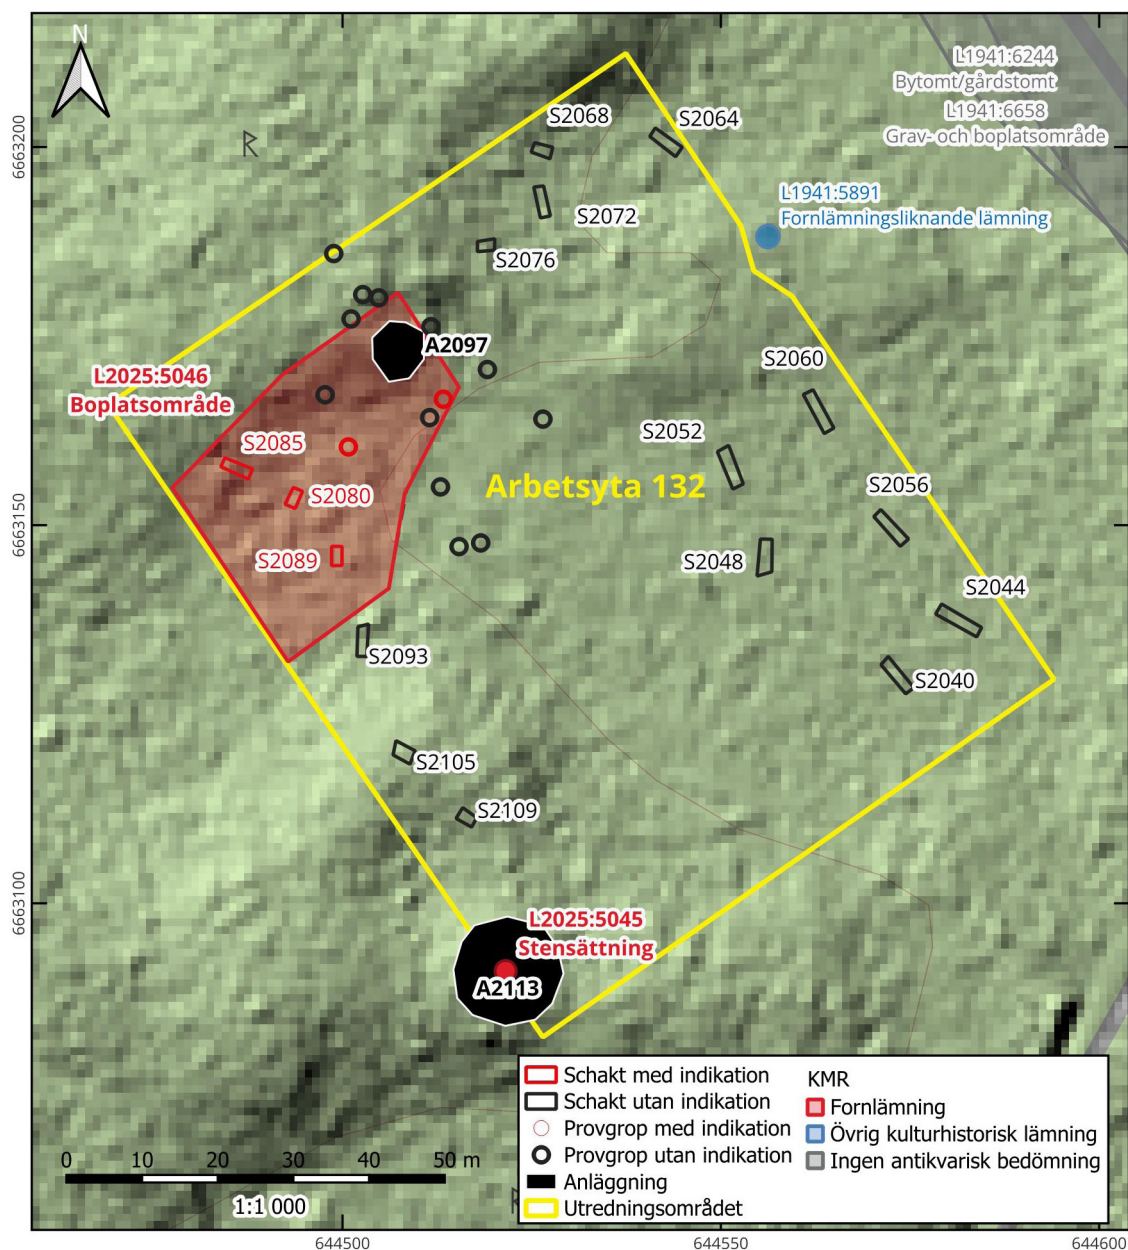 N
L1941:6244
Bytomt/gårdstomt
L1941:6658
Grav- och boplatsområde
S2068
S2064
6663200
R
L1941:5891
Fornlämningsliknande lämning
S2072
S2076
A2097
S2060
L2025:5046
Boplatsområde
S2085
S2052
S2080
Arbetsyta 132
S2056
6663150
S2089
S2048
S2044
S2093
S2040
S2105
S2109
6663100
L2025:5045
Stensättning
A2113
Schakt med indikation
Schakt utan indikation
Provgrop med indikation
Provgrop utan indikation
Anläggning
Utredningsområdet
KMR
Fornlämning
Övrig kulturhistorisk lämning
Ingen antikvarisk bedömning
0 10 20 30 40 50 m
1:1 000
644500 644550 644600